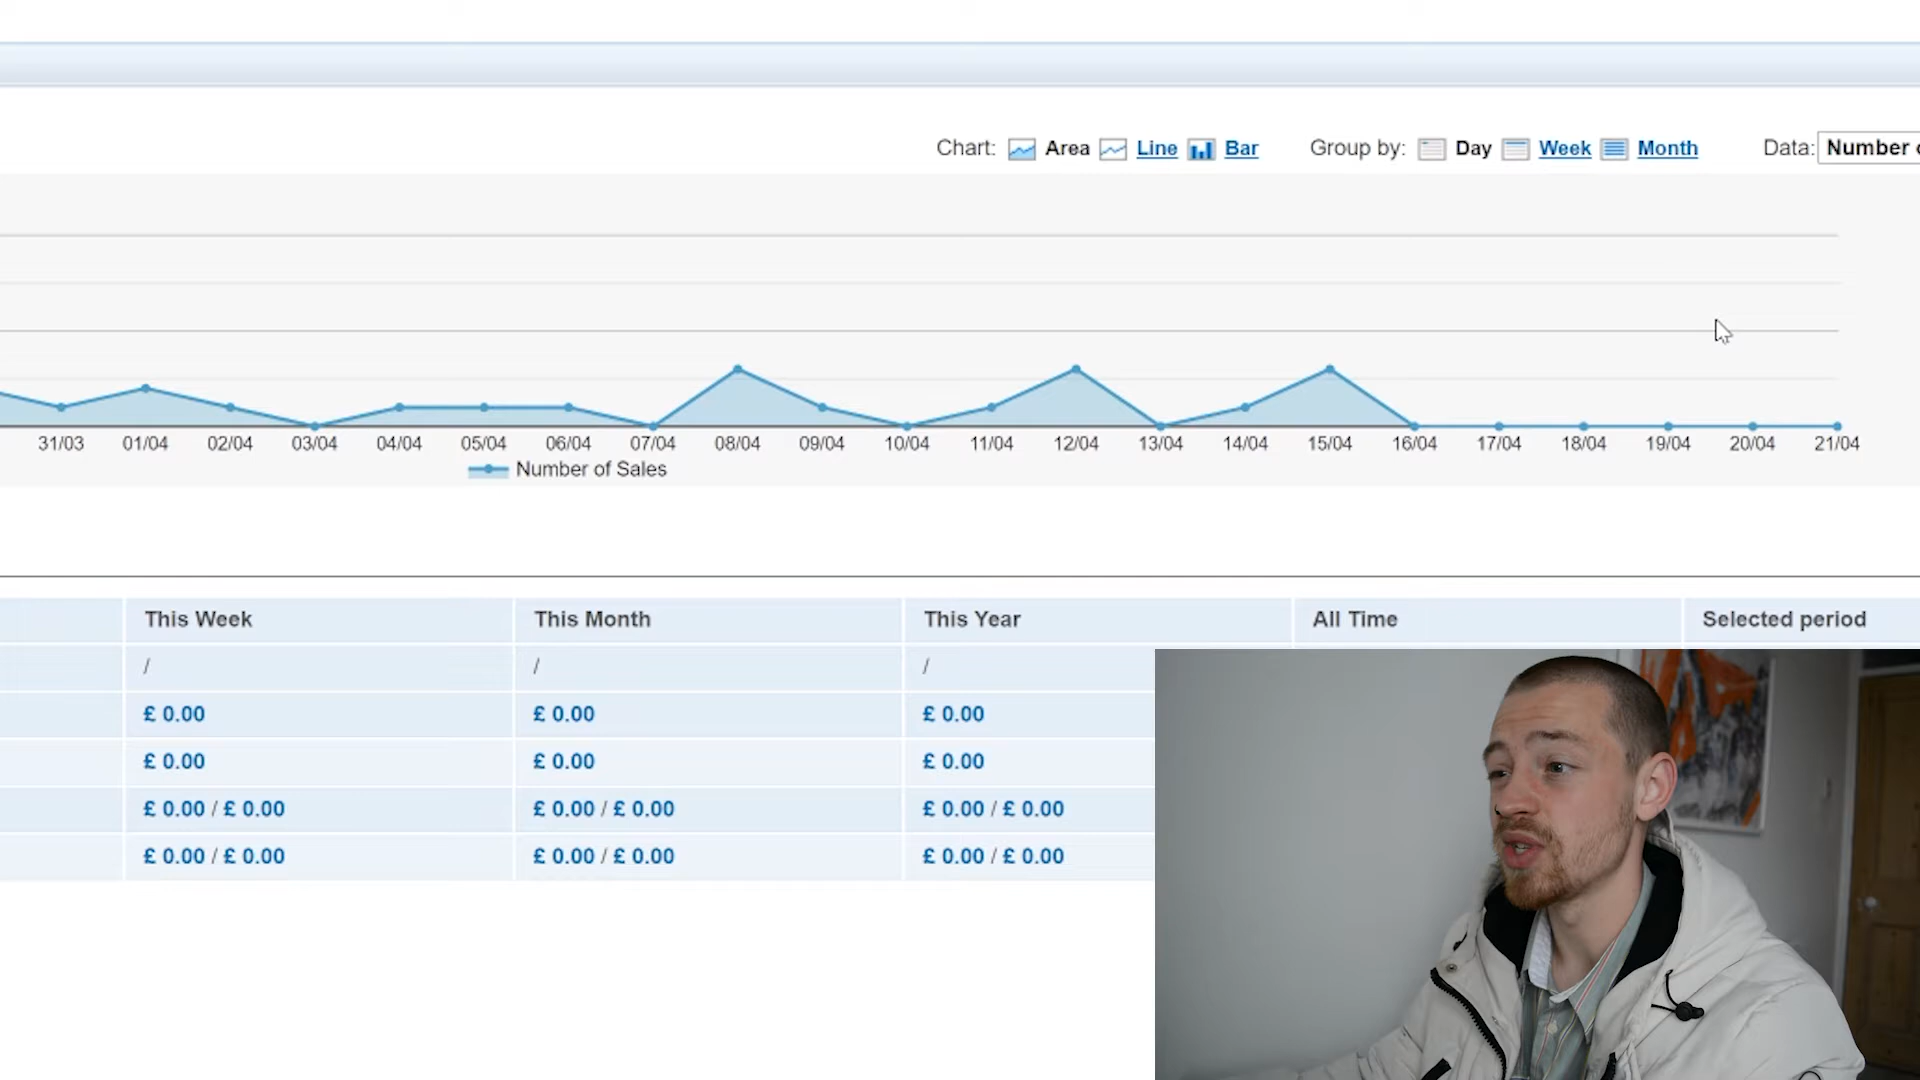 Chart: Area Line Bar Group by: Day Week Month Data: Number
31/03 01/04 02/04 03/04 04/04 05/04 06/04 07/04 08/04 09/04 10/04 11/04 12/04 13/04 14/04 15/04 16/04 17/04 18/04 19/04 20/04 21/04
Number of Sales
This Week This Month This Year All Time Selected period
/ / /
£ 0.00 £ 0.00 £ 0.00
£ 0.00 £ 0.00 £ 0.00
£ 0.00 / £ 0.00 £ 0.00 / £ 0.00 £ 0.00 / £ 0.00
£ 0.00 / £ 0.00 £ 0.00 / £ 0.00 £ 0.00 / £ 0.00